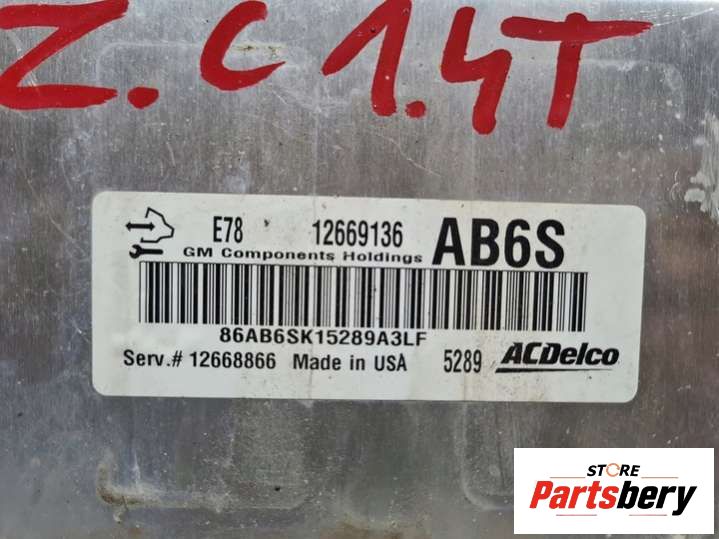 Z.C 1.4T
E78 12669136 AB6S
GM Components Holdings
86AB6SK15289A3LF
Serv.# 12668866 Made in USA 5289 ACDelco
STORE
Partsbery